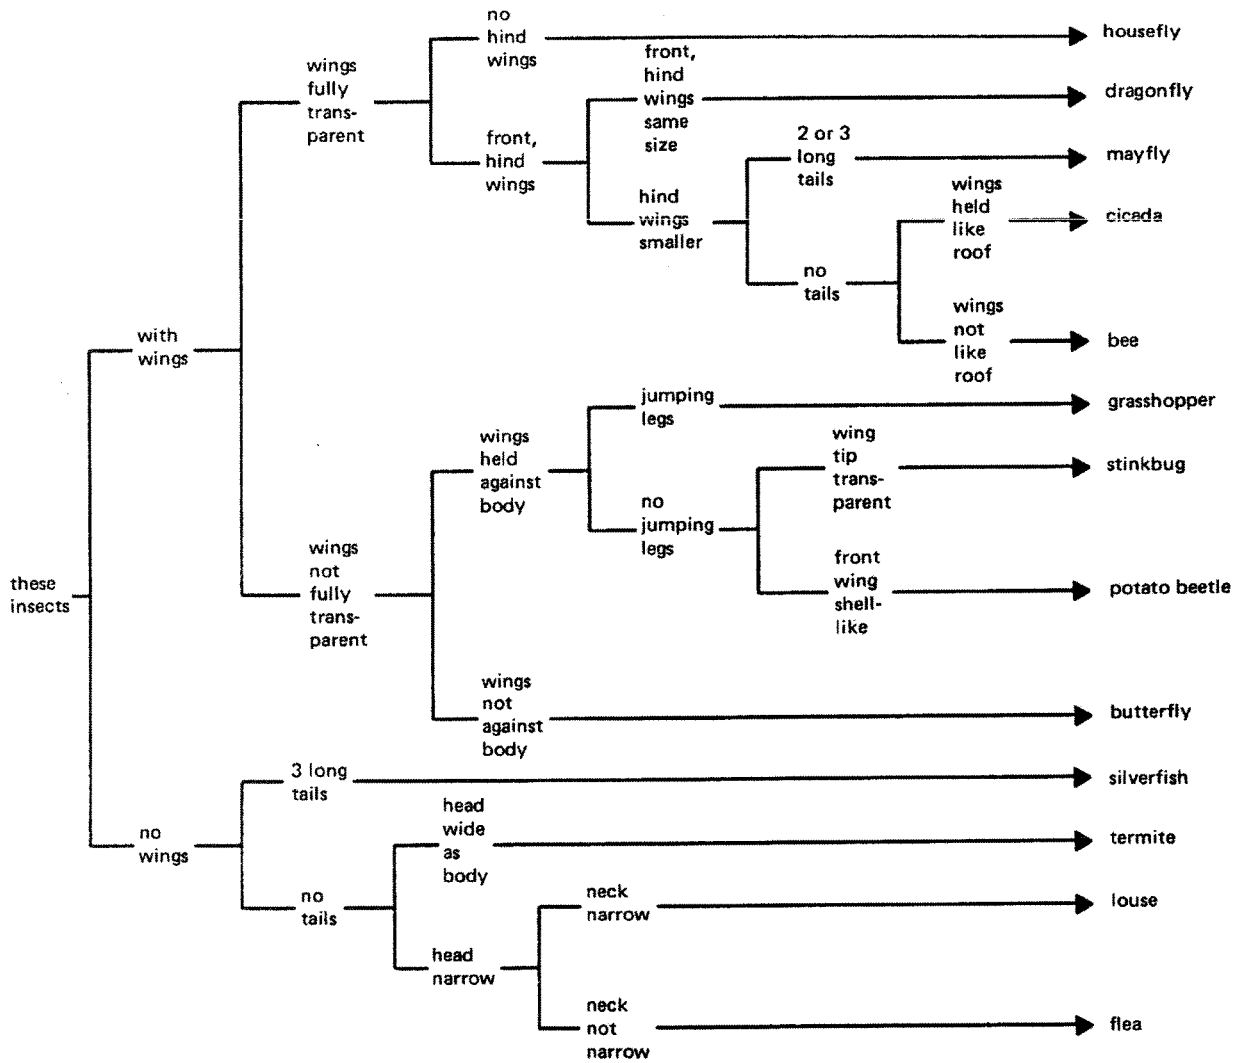 no
hind
wings
housefly
wings
fully
trans-
parent
front,
hind
wings
same
size
dragonfly
front,
hind
wings
2 or 3
long
tails
mayfly
hind
wings
smaller
wings
held
like
roof
cicada
no
tails
with
wings
wings
not
like
roof
bee
jumping
legs
grasshopper
wings
held
against
body
wing
tip
trans-
parent
stinkbug
no
jumping
legs
these
insects
wings
not
fully
trans-
parent
front
wing
shell-
like
potato beetle
wings
not
against
body
butterfly
3 long
tails
silverfish
no
wings
head
wide
as
body
termite
no
tails
neck
narrow
louse
head
narrow
neck
not
narrow
flea